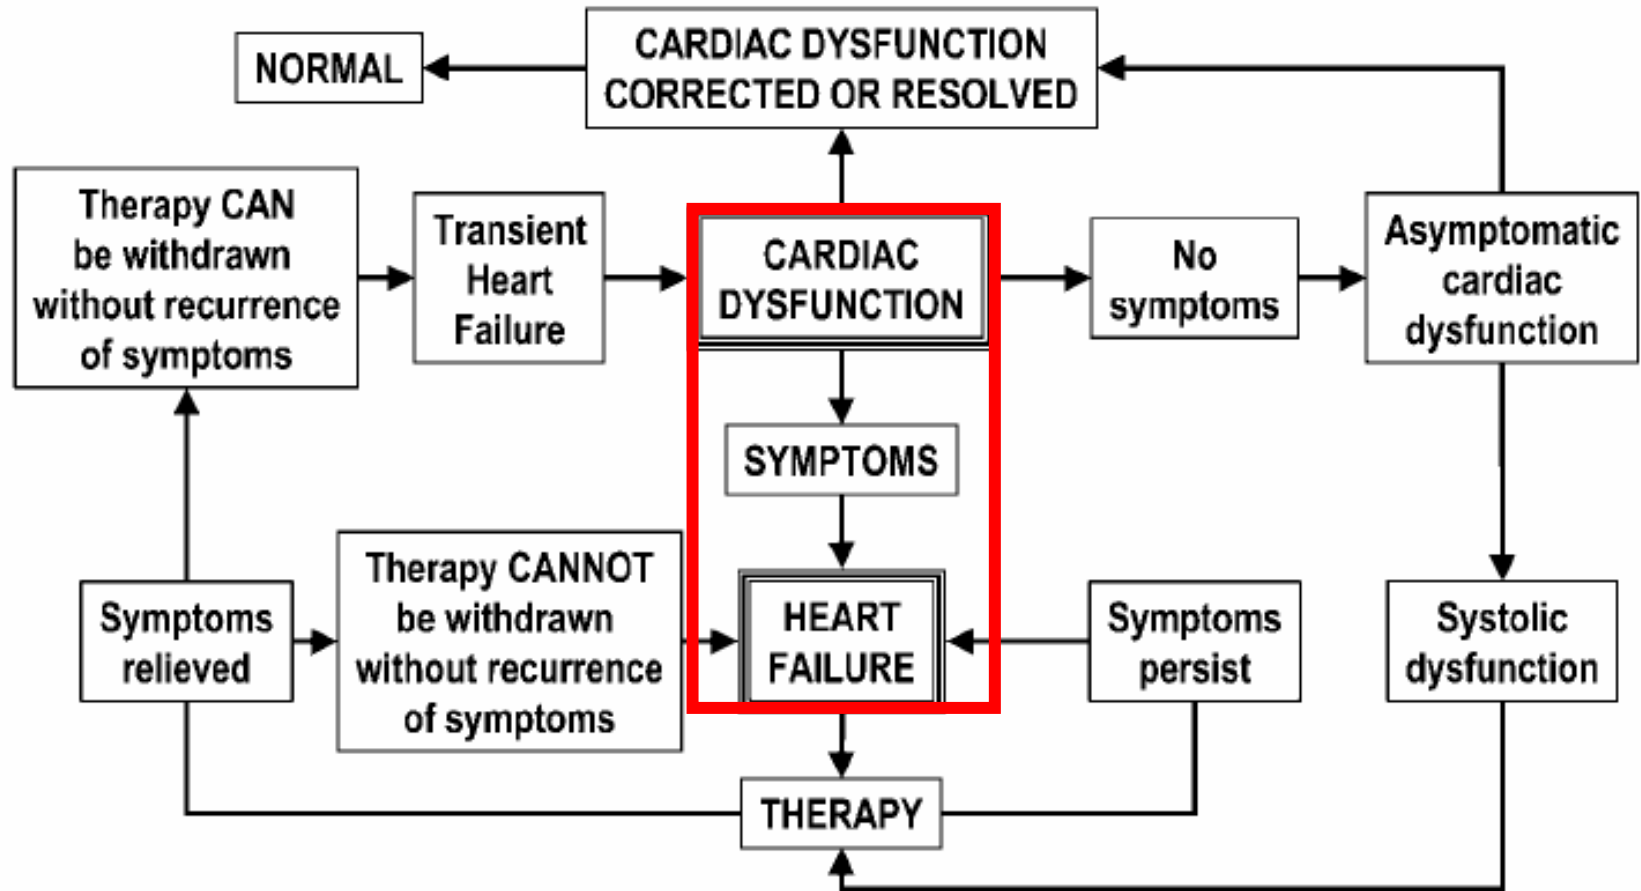 CARDIAC DYSFUNCTION
CORRECTED OR RESOLVED
NORMAL
Therapy CAN
be withdrawn
without recurrence
of symptoms
Transient
Heart
Failure
CARDIAC
DYSFUNCTION
No
symptoms
Asymptomatic
cardiac
dysfunction
SYMPTOMS
Symptoms
relieved
Therapy CANNOT
be withdrawn
without recurrence
of symptoms
HEART
FAILURE
Symptoms
persist
Systolic
dysfunction
THERAPY